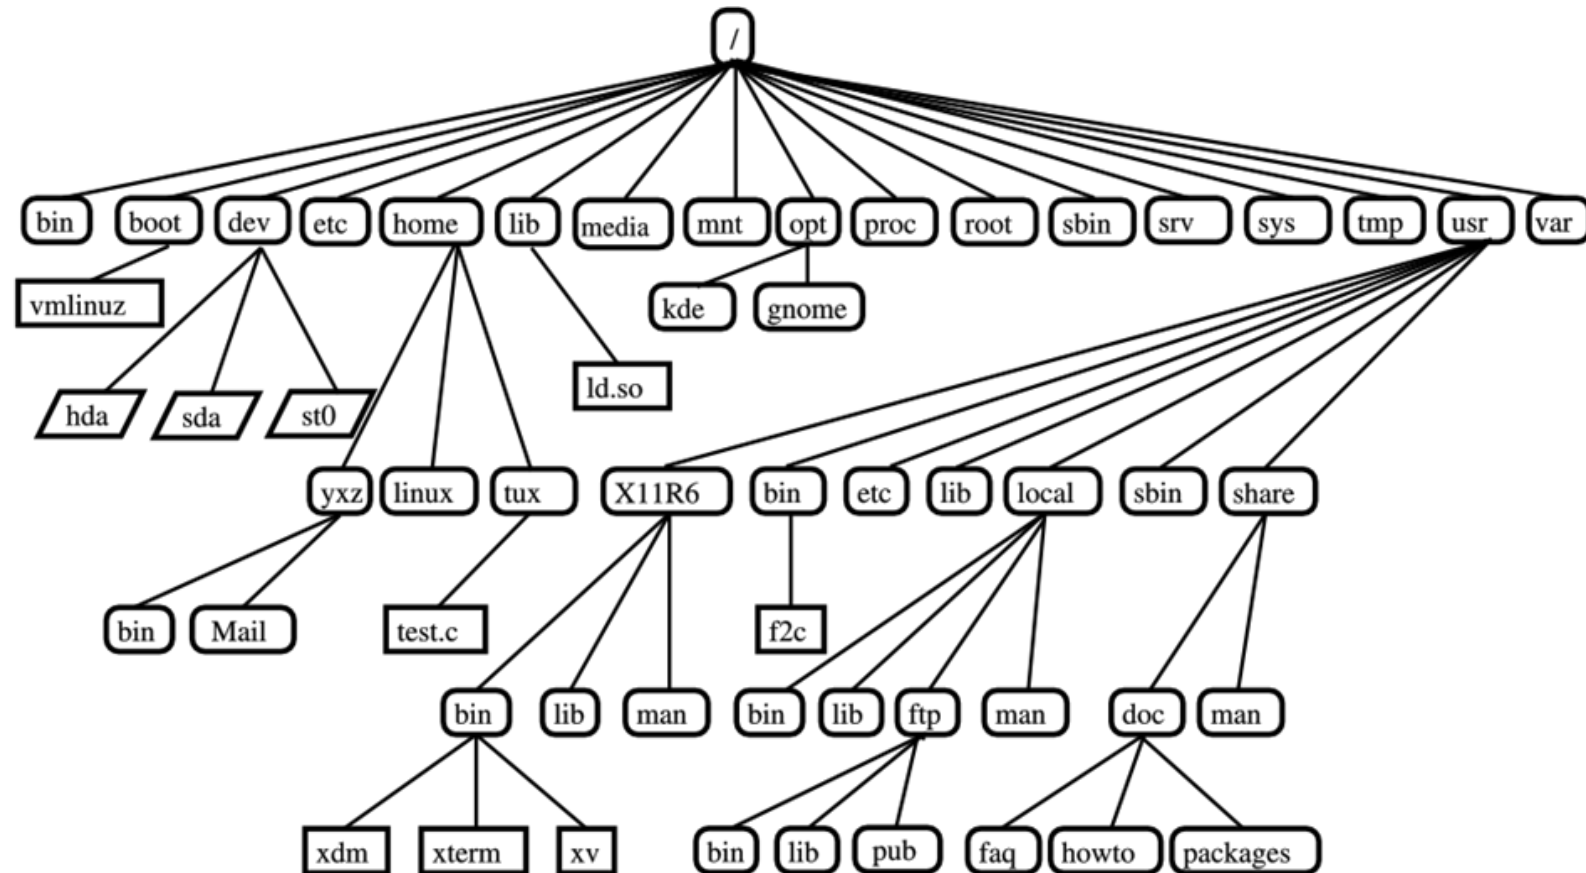 /
bin boot dev etc home lib media mnt opt proc root sbin srv sys tmp usr var
vmlinuz kde gnome
hda sda st0 ld.so
yxz linux tux X11R6 bin etc lib local sbin share
bin Mail test.c f2c
bin lib man bin lib ftp man doc man
xdm xterm xv bin lib pub faq howto packages